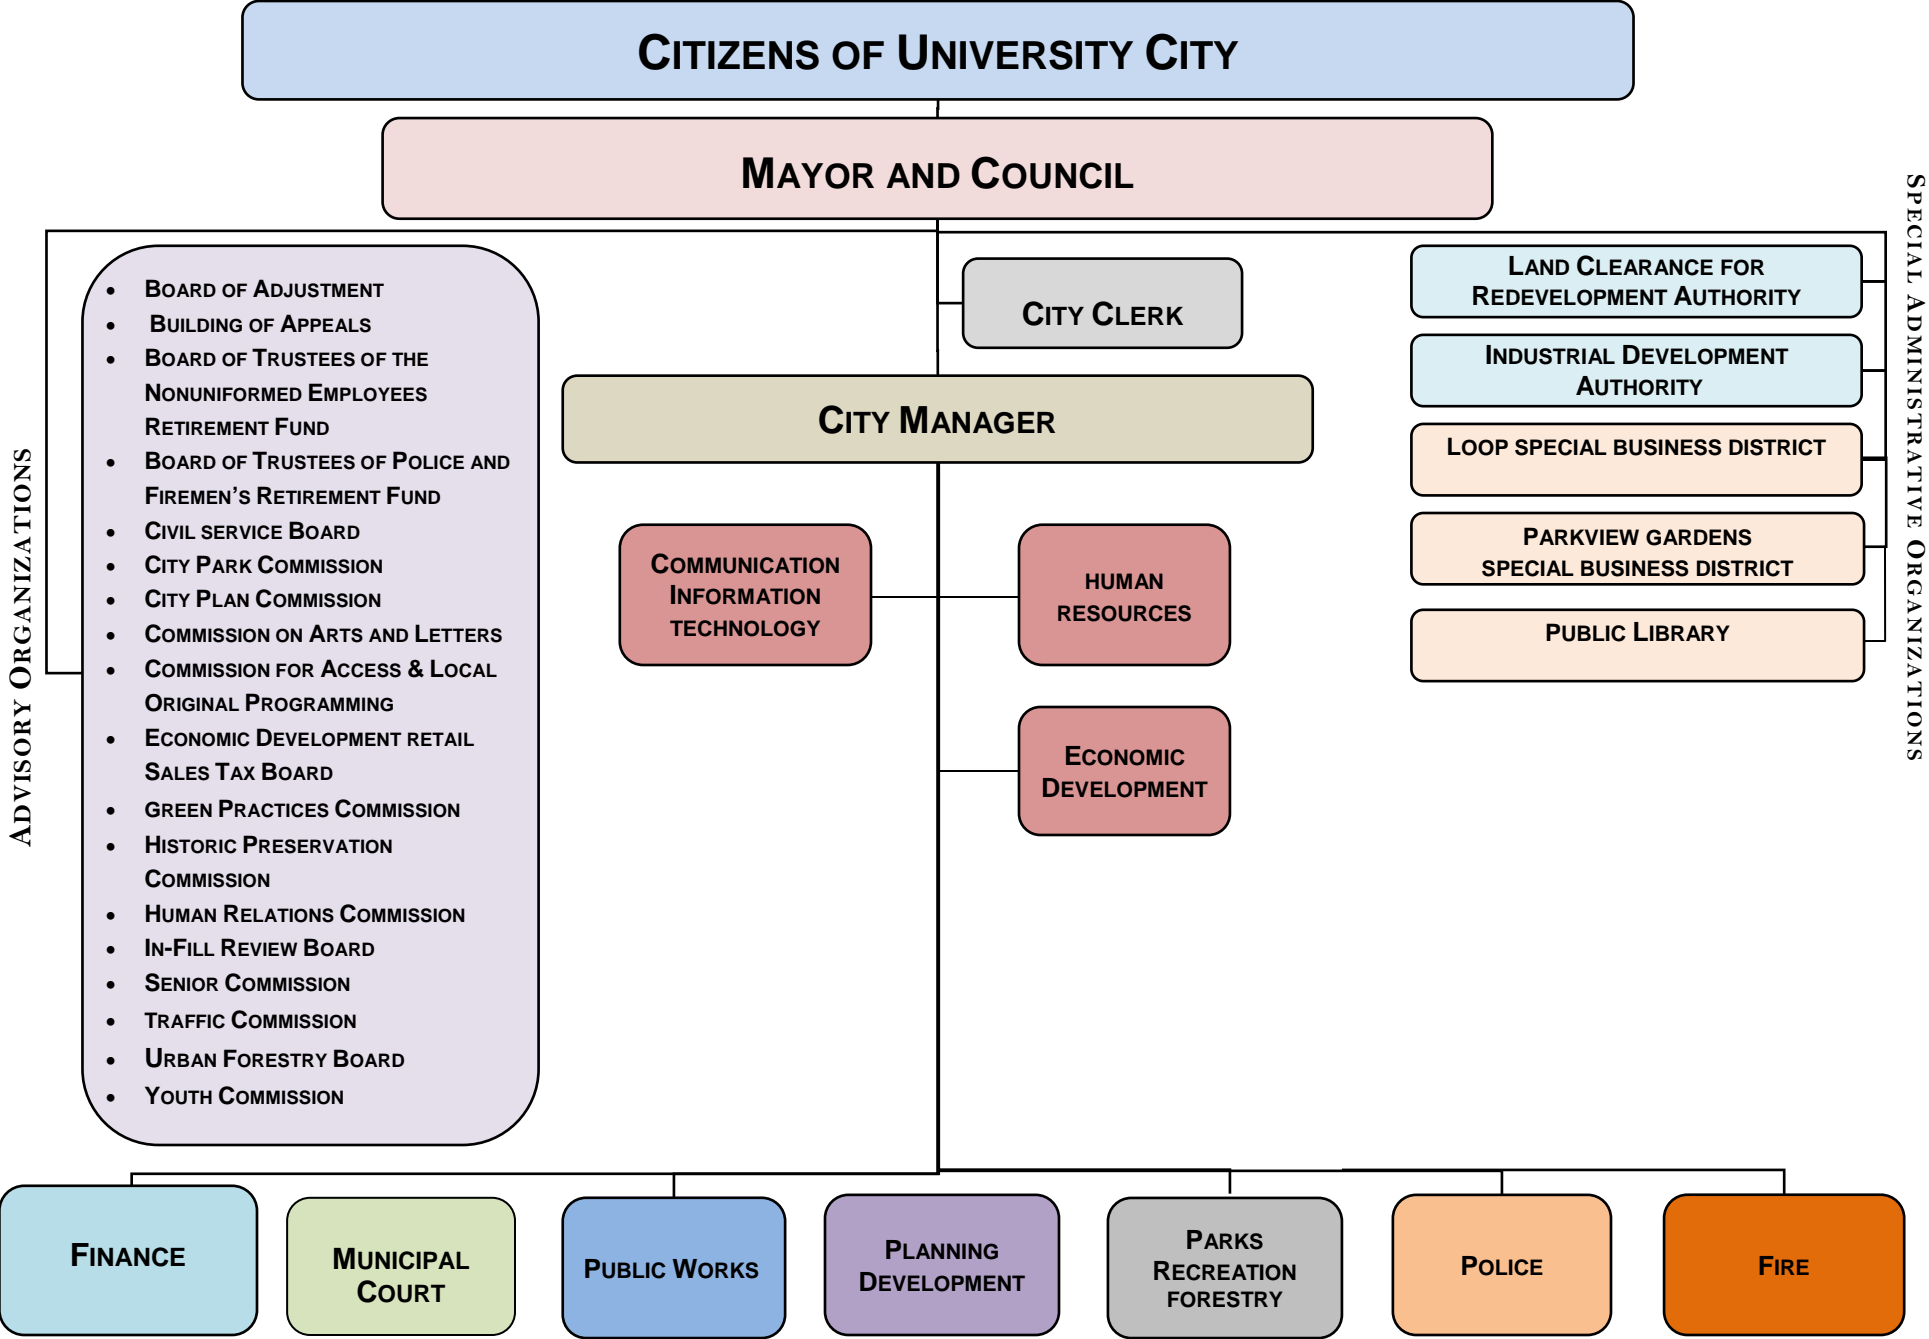 CITIZENS OF UNIVERSITY CITY
MAYOR AND COUNCIL
ADVISORY ORGANIZATIONS
• BOARD OF ADJUSTMENT
• BUILDING OF APPEALS
• BOARD OF TRUSTEES OF THE
NONUNIFORMED EMPLOYEES
RETIREMENT FUND
• BOARD OF TRUSTEES OF POLICE AND
FIREMEN’S RETIREMENT FUND
• CIVIL SERVICE BOARD
• CITY PARK COMMISSION
• CITY PLAN COMMISSION
• COMMISSION ON ARTS AND LETTERS
• COMMISSION FOR ACCESS & LOCAL
ORIGINAL PROGRAMMING
• ECONOMIC DEVELOPMENT RETAIL
SALES TAX BOARD
• GREEN PRACTICES COMMISSION
• HISTORIC PRESERVATION
COMMISSION
• HUMAN RELATIONS COMMISSION
• IN-FILL REVIEW BOARD
• SENIOR COMMISSION
• TRAFFIC COMMISSION
• URBAN FORESTRY BOARD
• YOUTH COMMISSION
CITY CLERK
CITY MANAGER
COMMUNICATION
INFORMATION
TECHNOLOGY
HUMAN
RESOURCES
ECONOMIC
DEVELOPMENT
SPECIAL ADMINISTRATIVE ORGANIZATIONS
LAND CLEARANCE FOR
REDEVELOPMENT AUTHORITY
INDUSTRIAL DEVELOPMENT
AUTHORITY
LOOP SPECIAL BUSINESS DISTRICT
PARKVIEW GARDENS
SPECIAL BUSINESS DISTRICT
PUBLIC LIBRARY
FINANCE
MUNICIPAL
COURT
PUBLIC WORKS
PLANNING
DEVELOPMENT
PARKS
RECREATION
FORESTRY
POLICE
FIRE